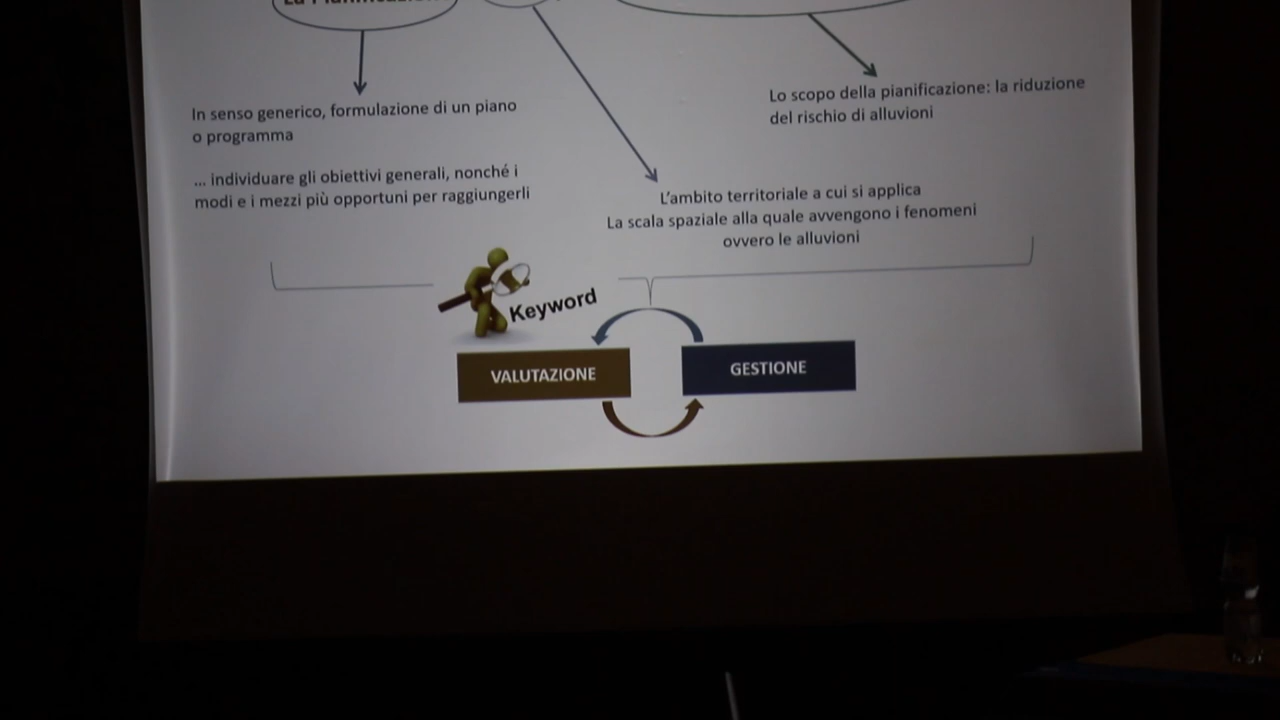 In senso generico, formulazione di un piano
o programma
... individuare gli obiettivi generali, nonché i
modi e i mezzi più opportuni per raggiungerli
Lo scopo della pianificazione: la riduzione
del rischio di alluvioni
L'ambito territoriale a cui si applica
La scala spaziale alla quale avvengono i fenomeni
ovvero le alluvioni
Keyword
VALUTAZIONE
GESTIONE